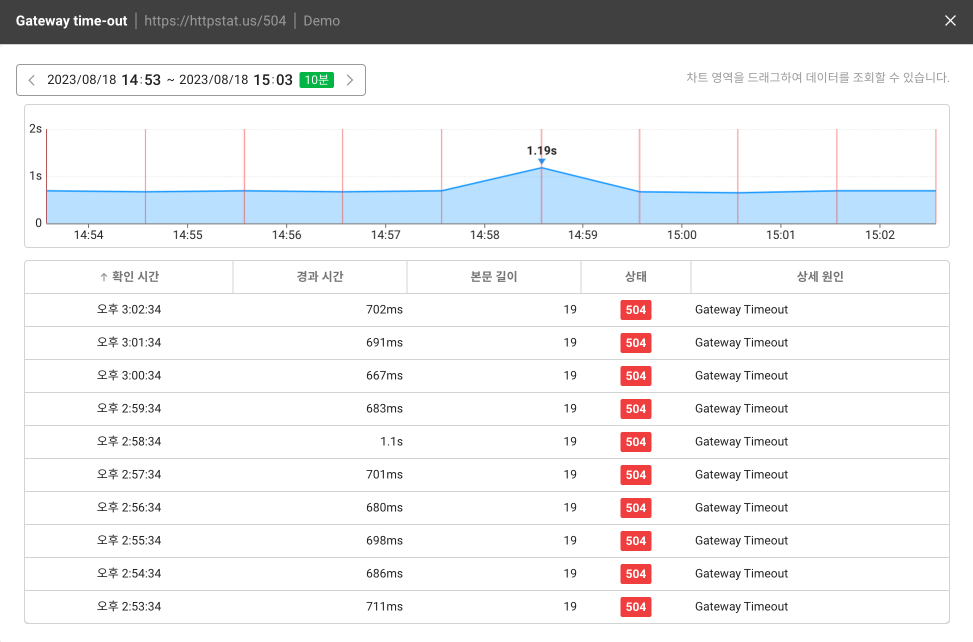 Gateway time-out | https://httpstat.us/504 | Demo
2023/08/18 14:53 ~ 2023/08/18 15:03 10분
차트 영역을 드래그하여 데이터를 조회할 수 있습니다.
2s
1.19s
1s
0
14:54 14:55 14:56 14:57 14:58 14:59 15:00 15:01 15:02
↑ 확인 시간 경과 시간 본문 길이 상태 상세 원인
오후 3:02:34 702ms 19 504 Gateway Timeout
오후 3:01:34 691ms 19 504 Gateway Timeout
오후 3:00:34 667ms 19 504 Gateway Timeout
오후 2:59:34 683ms 19 504 Gateway Timeout
오후 2:58:34 1.1s 19 504 Gateway Timeout
오후 2:57:34 701ms 19 504 Gateway Timeout
오후 2:56:34 680ms 19 504 Gateway Timeout
오후 2:55:34 698ms 19 504 Gateway Timeout
오후 2:54:34 686ms 19 504 Gateway Timeout
오후 2:53:34 711ms 19 504 Gateway Timeout